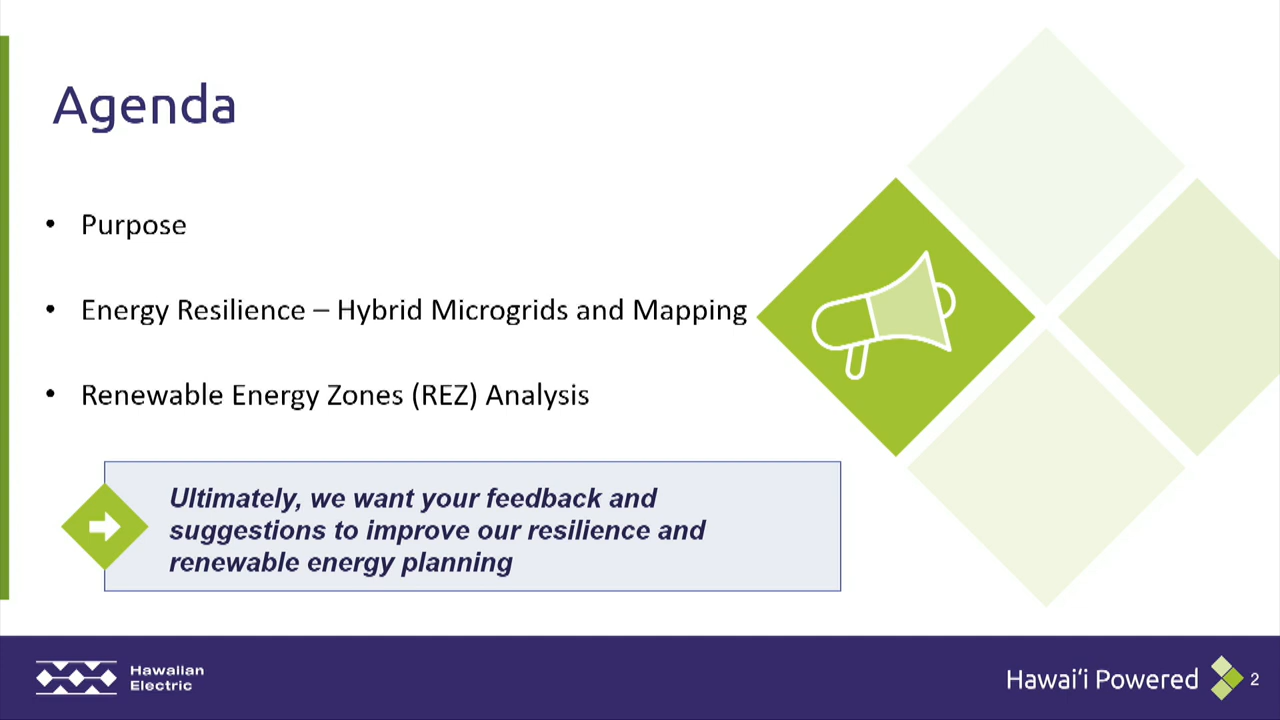 Agenda
• Purpose
• Energy Resilience – Hybrid Microgrids and Mapping
• Renewable Energy Zones (REZ) Analysis
Ultimately, we want your feedback and
suggestions to improve our resilience and
renewable energy planning
Hawaiian
Electric
Hawaiʻi Powered
2